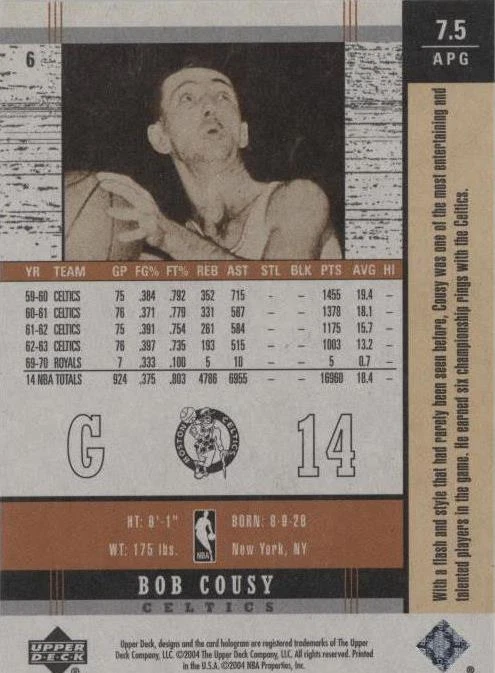 6
7.5
APG
With a flash and style that had rarely been seen before, Cousy was one of the most entertaining and
talented players in the game. He earned six championship rings with the Celtics.
YR TEAM GP FG% FT% REB AST STL BLK PTS AVG HI
59-60 CELTICS 75 .384 .792 352 715 – – 1455 19.4 –
60-61 CELTICS 76 .371 .779 331 587 – – 1378 18.1 –
61-62 CELTICS 75 .391 .754 261 584 – – 1175 15.7 –
62-63 CELTICS 76 .397 .735 193 515 – – 1003 13.2 –
69-70 ROYALS 7 .333 .100 5 10 – – 5 0.7 –
14 NBA TOTALS 924 .375 .803 4786 6955 – – 16960 18.4 –
G
BOSTON CELTICS
14
HT: 6'-1" BORN: 8-9-28
WT: 175 lbs. New York, NY
NBA
BOB COUSY
CELTICS
UPPER DECK
Upper Deck, designs and the card hologram are registered trademarks of The Upper
Deck Company, LLC. ©2004 The Upper Deck Company, LLC. All rights reserved. Printed
in the U.S.A. ©2004 NBA Properties, Inc.